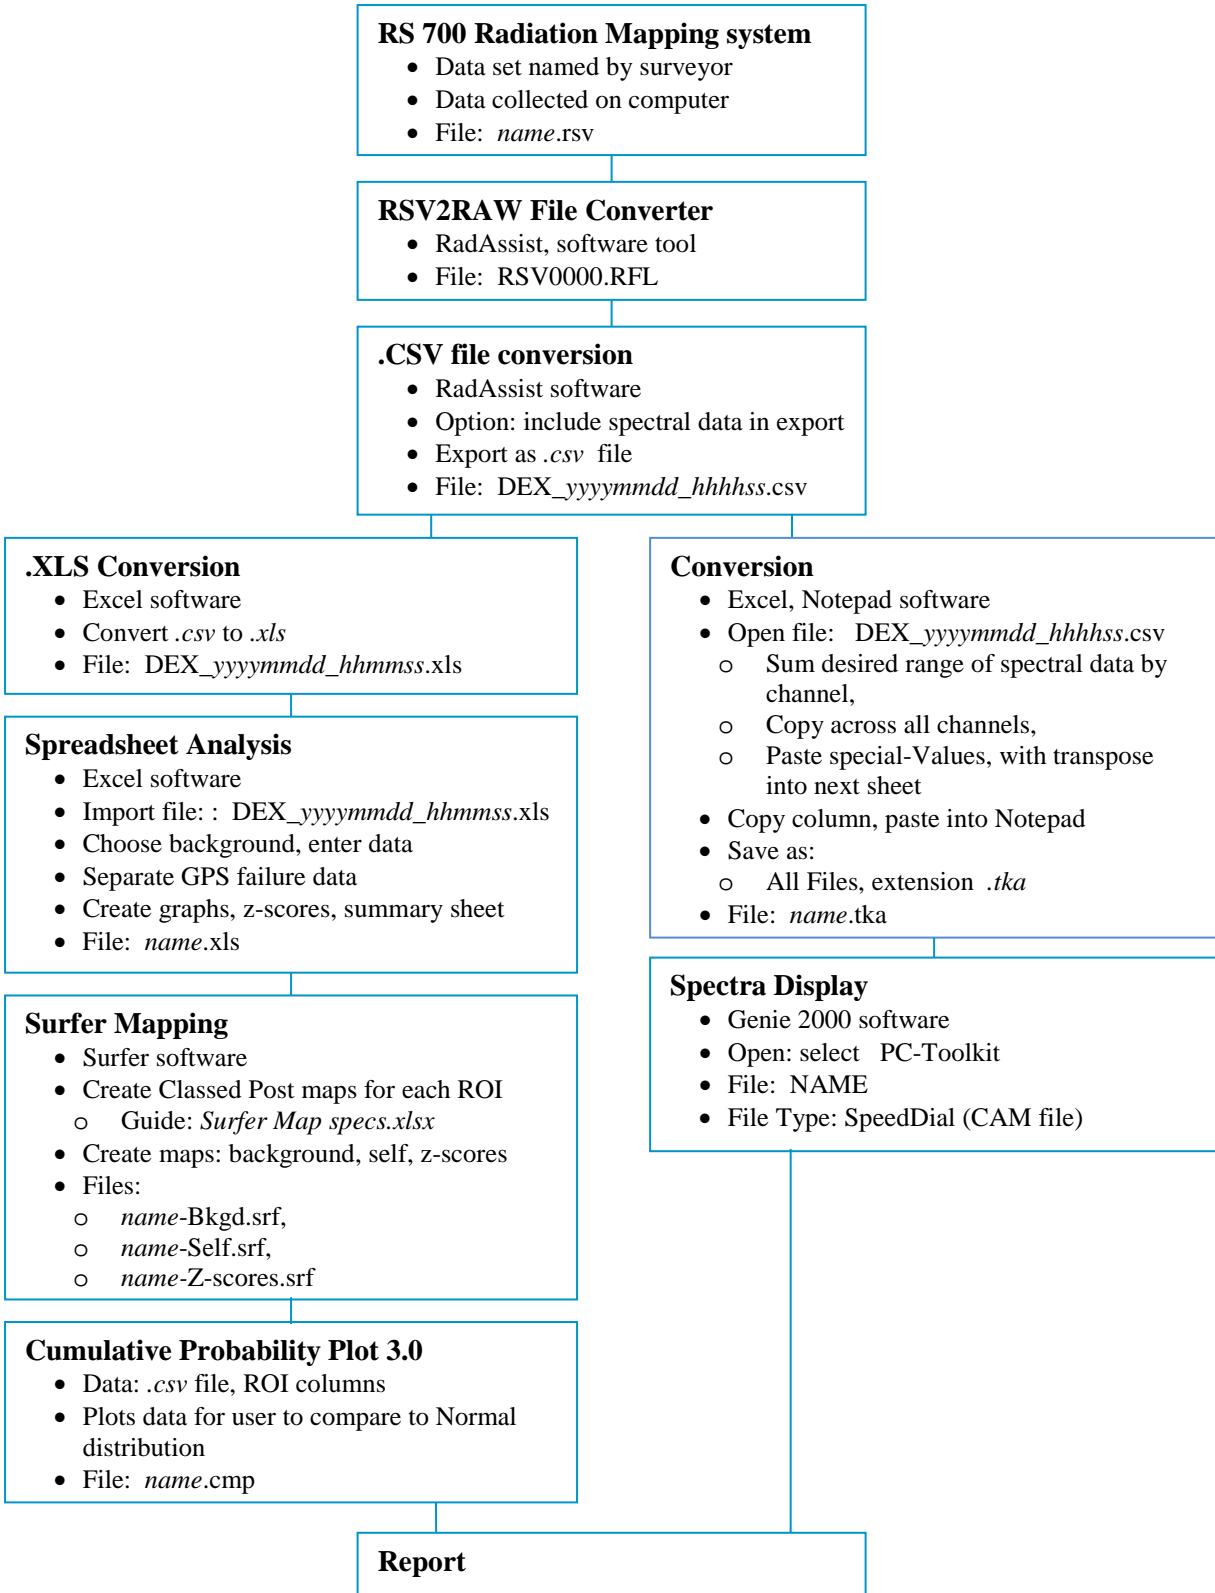 RS 700 Radiation Mapping system
• Data set named by surveyor
• Data collected on computer
• File: name.rsv
RSV2RAW File Converter
• RadAssist, software tool
• File: RSV0000.RFL
.CSV file conversion
• RadAssist software
• Option: include spectral data in export
• Export as .csv file
• File: DEX_yyyymmdd_hhhhss.csv
.XLS Conversion
• Excel software
• Convert .csv to .xls
• File: DEX_yyyymmdd_hhmmss.xls
Spreadsheet Analysis
• Excel software
• Import file: : DEX_yyyymmdd_hhmmss.xls
• Choose background, enter data
• Separate GPS failure data
• Create graphs, z-scores, summary sheet
• File: name.xls
Surfer Mapping
• Surfer software
• Create Classed Post maps for each ROI
o Guide: Surfer Map specs.xlsx
• Create maps: background, self, z-scores
• Files:
o name-Bkgd.srf,
o name-Self.srf,
o name-Z-scores.srf
Cumulative Probability Plot 3.0
• Data: .csv file, ROI columns
• Plots data for user to compare to Normal
distribution
• File: name.cmp
Conversion
• Excel, Notepad software
• Open file: DEX_yyyymmdd_hhhhss.csv
o Sum desired range of spectral data by
channel,
o Copy across all channels,
o Paste special-Values, with transpose
into next sheet
• Copy column, paste into Notepad
• Save as:
o All Files, extension .tka
• File: name.tka
Spectra Display
• Genie 2000 software
• Open: select PC-Toolkit
• File: NAME
• File Type: SpeedDial (CAM file)
Report